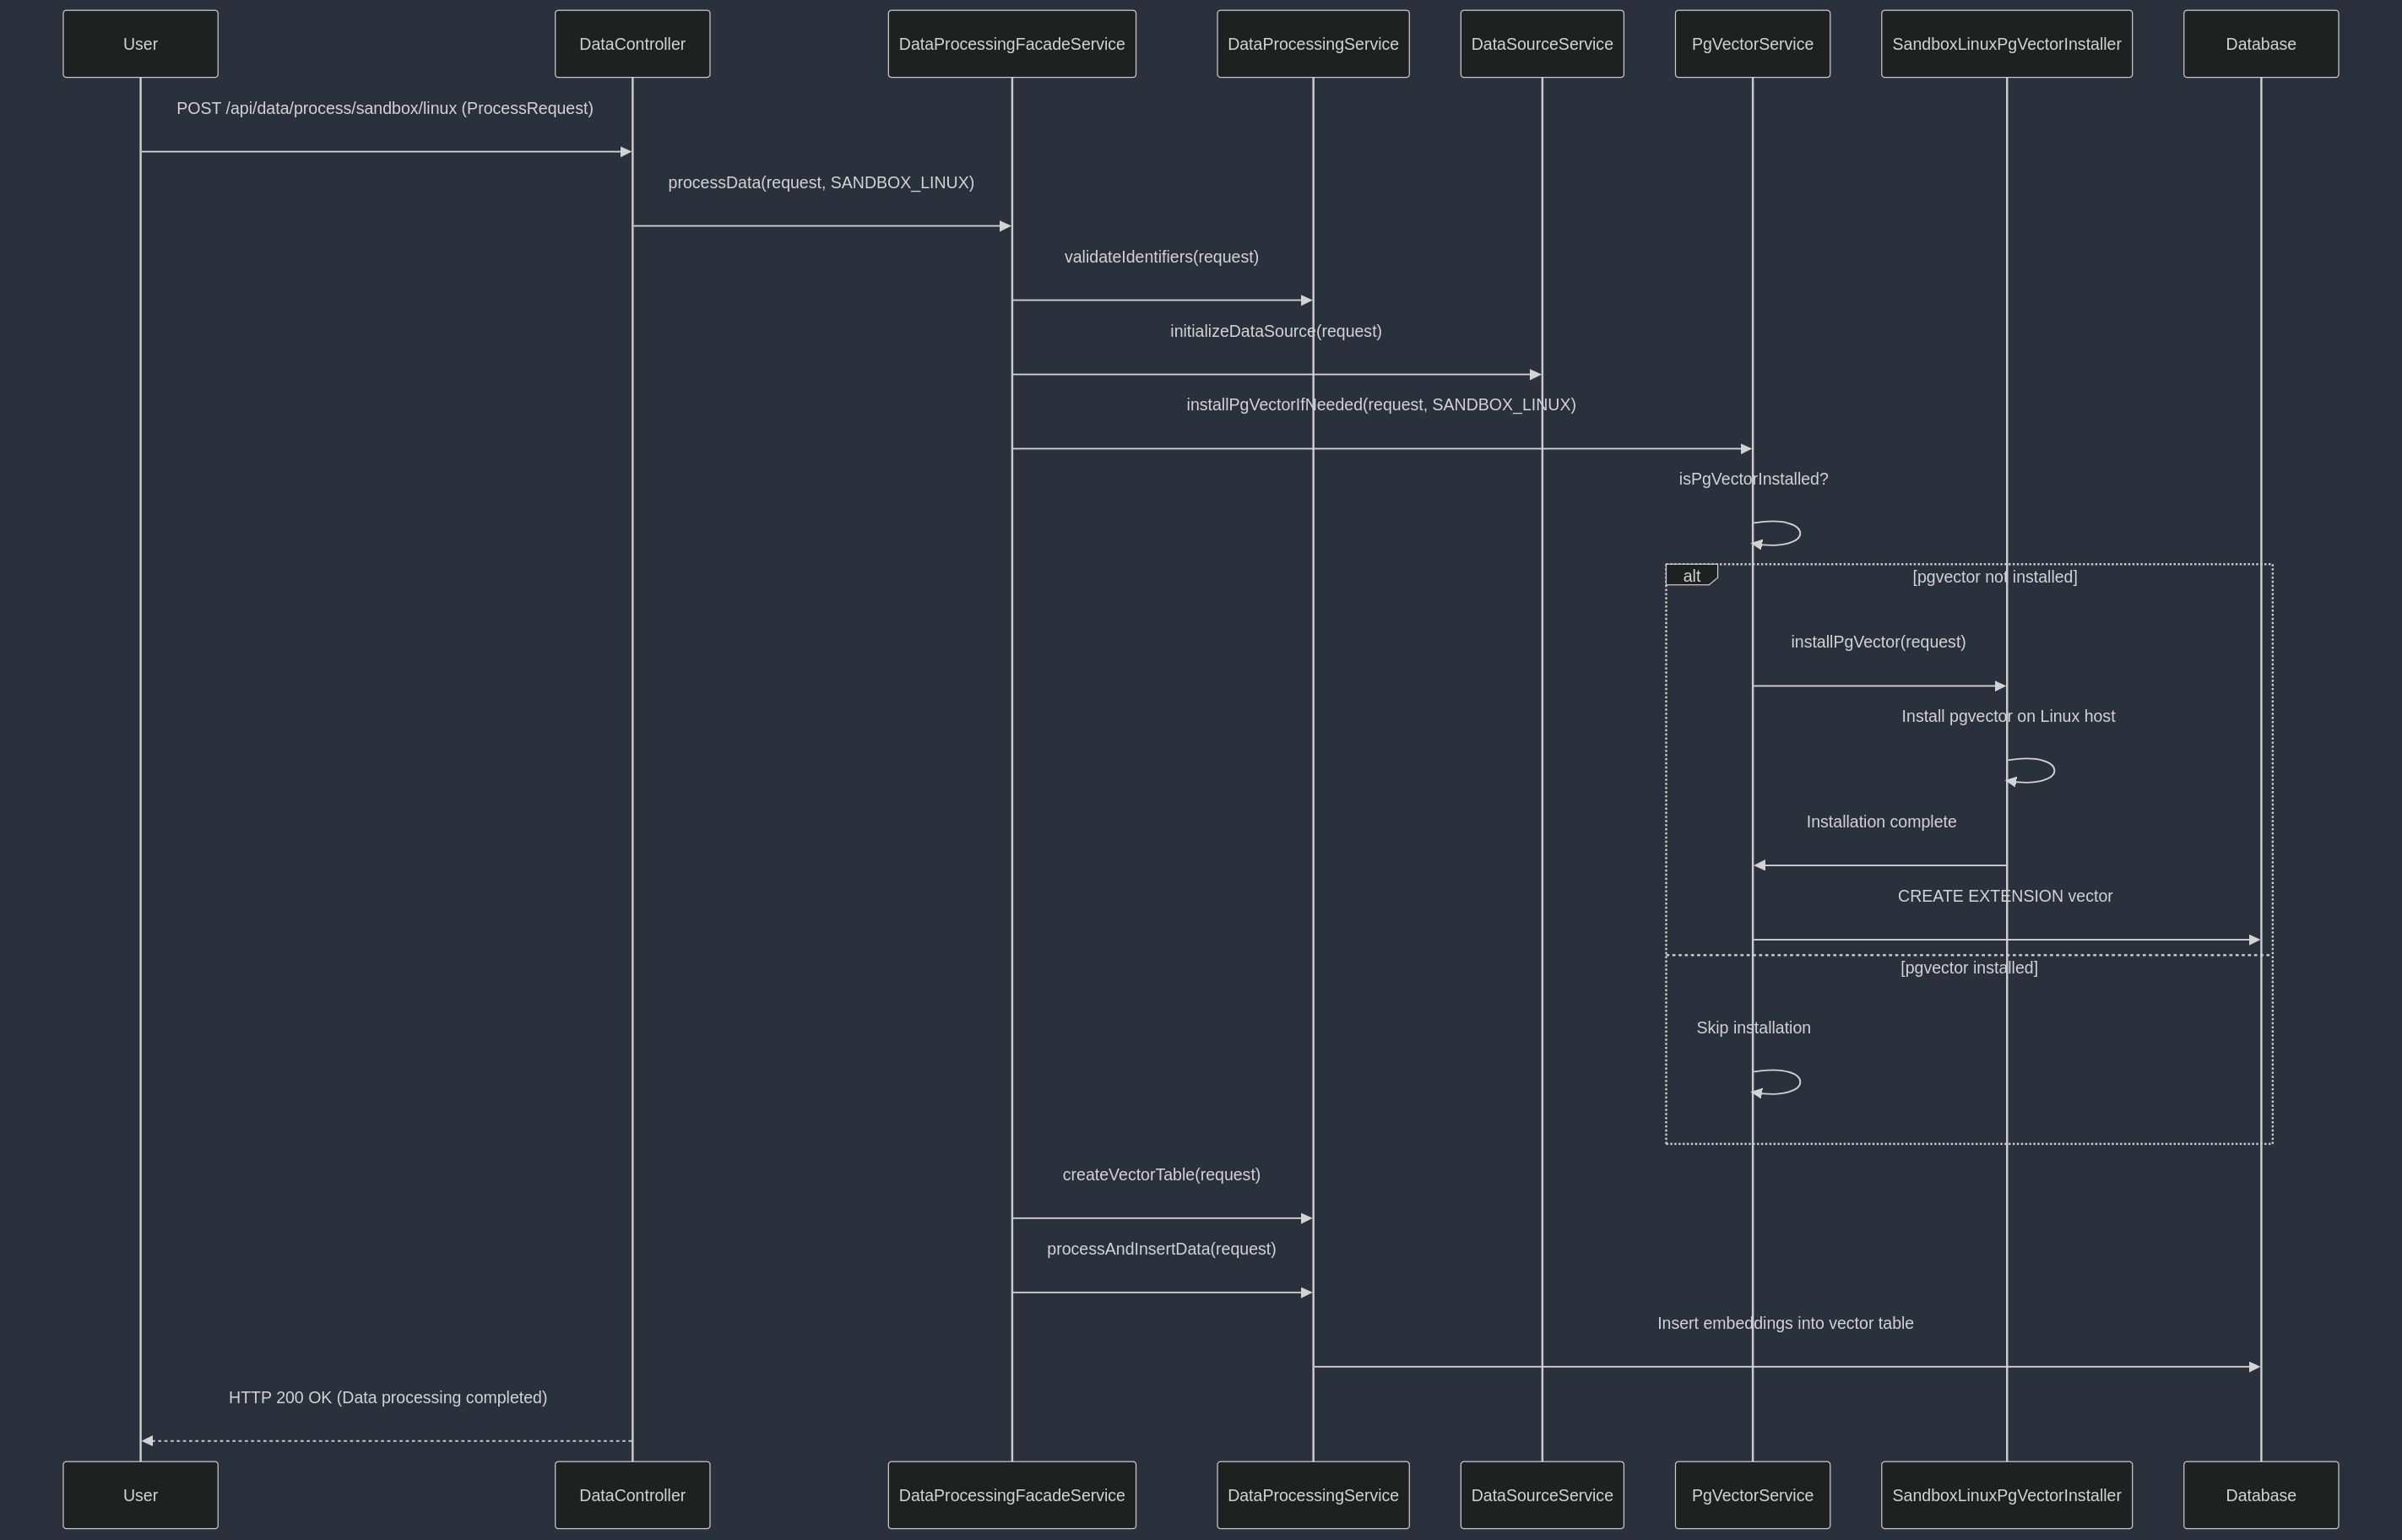 User
DataController
DataProcessingFacadeService
DataProcessingService
DataSourceService
PgVectorService
SandboxLinuxPgVectorInstaller
Database
POST /api/data/process/sandbox/linux (ProcessRequest)
processData(request, SANDBOX_LINUX)
validateIdentifiers(request)
initializeDataSource(request)
installPgVectorIfNeeded(request, SANDBOX_LINUX)
isPgVectorInstalled?
alt
[pgvector not installed]
installPgVector(request)
Install pgvector on Linux host
Installation complete
CREATE EXTENSION vector
[pgvector installed]
Skip installation
createVectorTable(request)
processAndInsertData(request)
Insert embeddings into vector table
HTTP 200 OK (Data processing completed)
User
DataController
DataProcessingFacadeService
DataProcessingService
DataSourceService
PgVectorService
SandboxLinuxPgVectorInstaller
Database